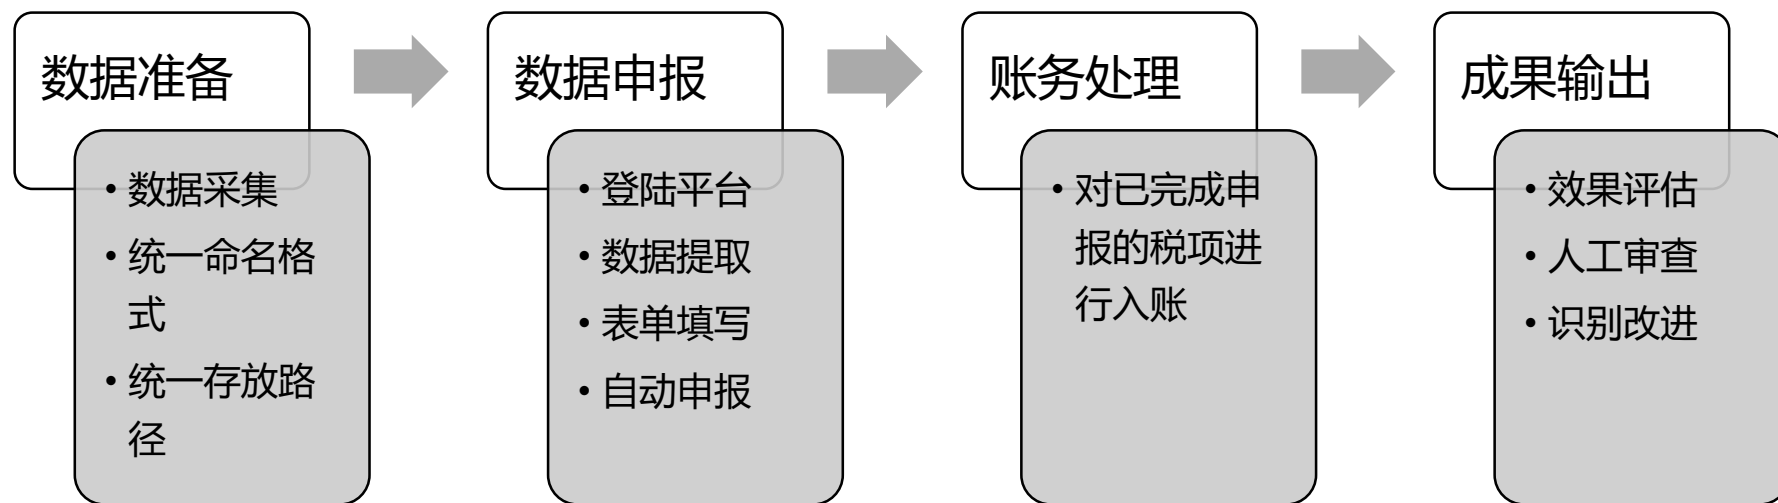 数据准备
• 数据采集
• 统一命名格
式
• 统一存放路
径
数据申报
• 登陆平台
• 数据提取
• 表单填写
• 自动申报
账务处理
• 对已完成申
报的税项进
行入账
成果输出
• 效果评估
• 人工审查
• 识别改进